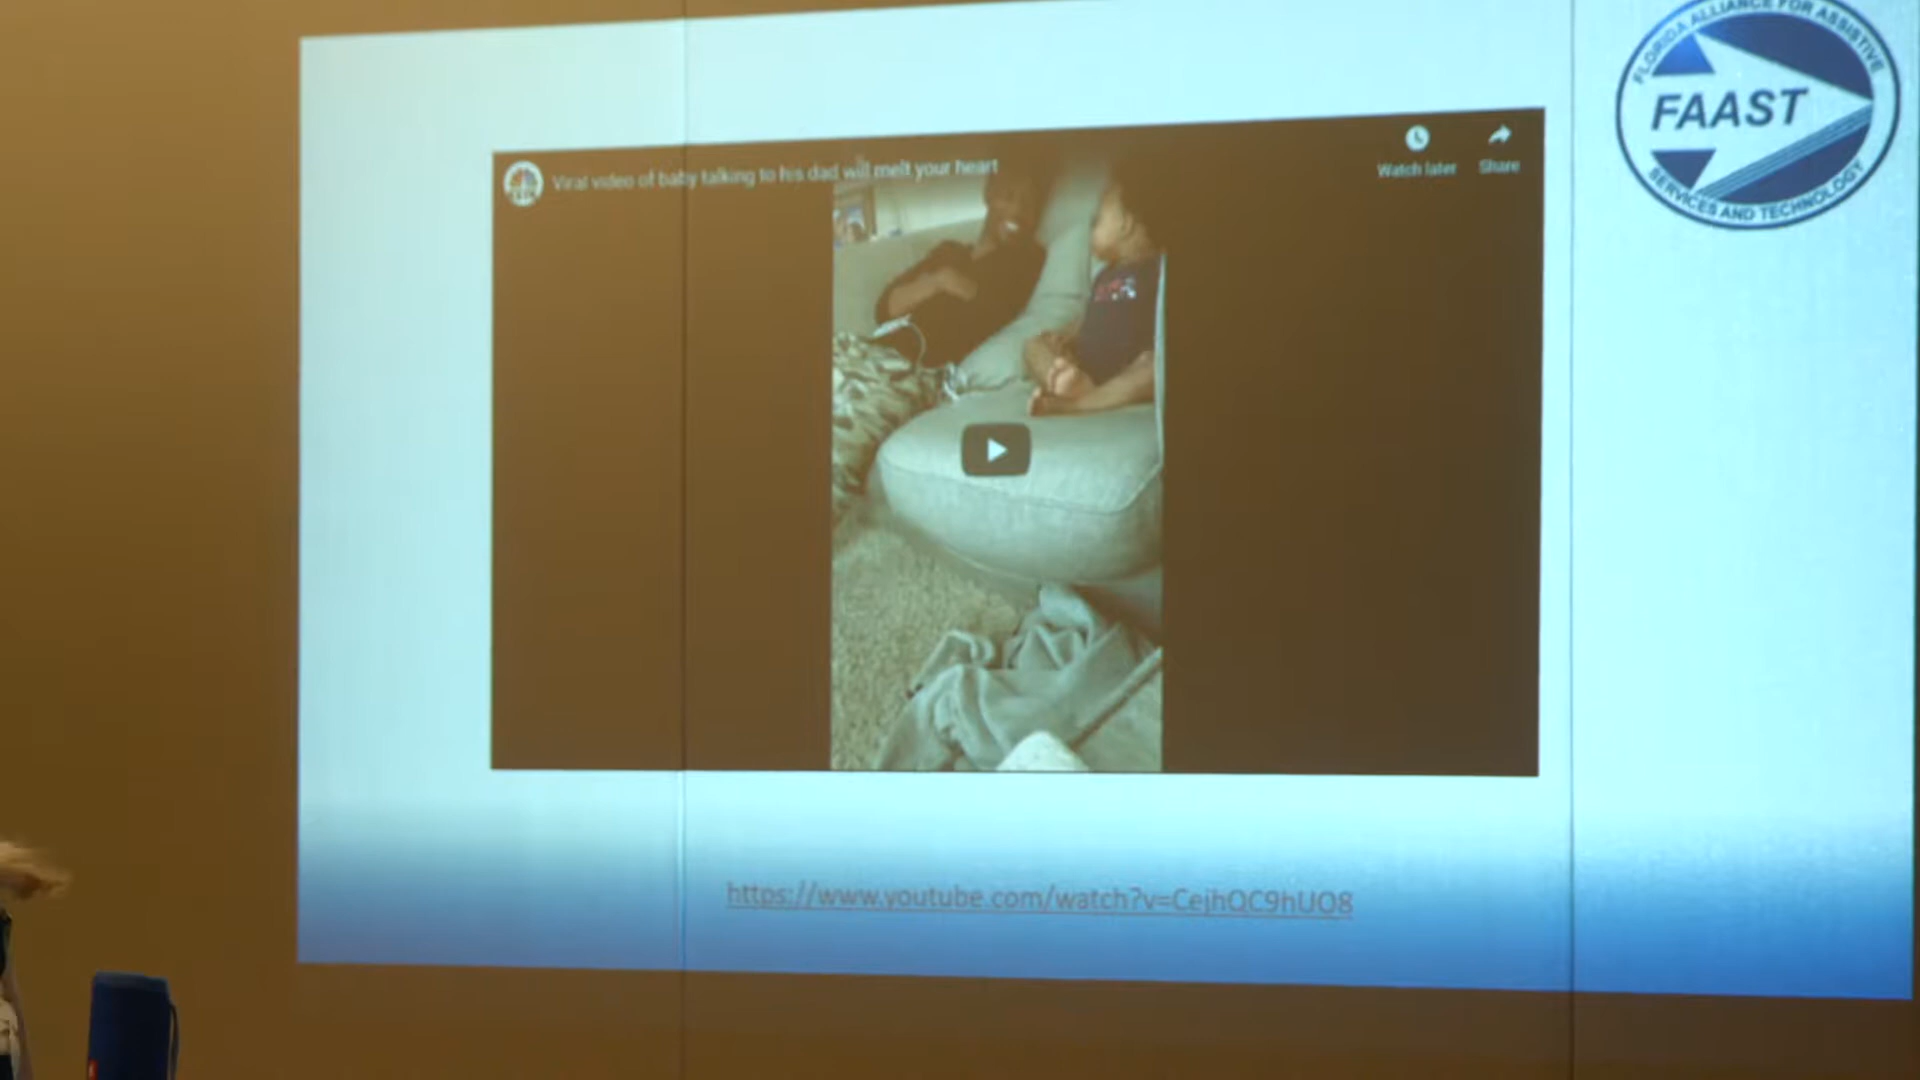 FLORIDA ALLIANCE FOR ASSISTIVE
FAAST
SERVICES AND TECHNOLOGY
Viral video of baby talking to his dad will melt your heart
Watch later
Share
https://www.youtube.com/watch?v=CejhQC9hUO8